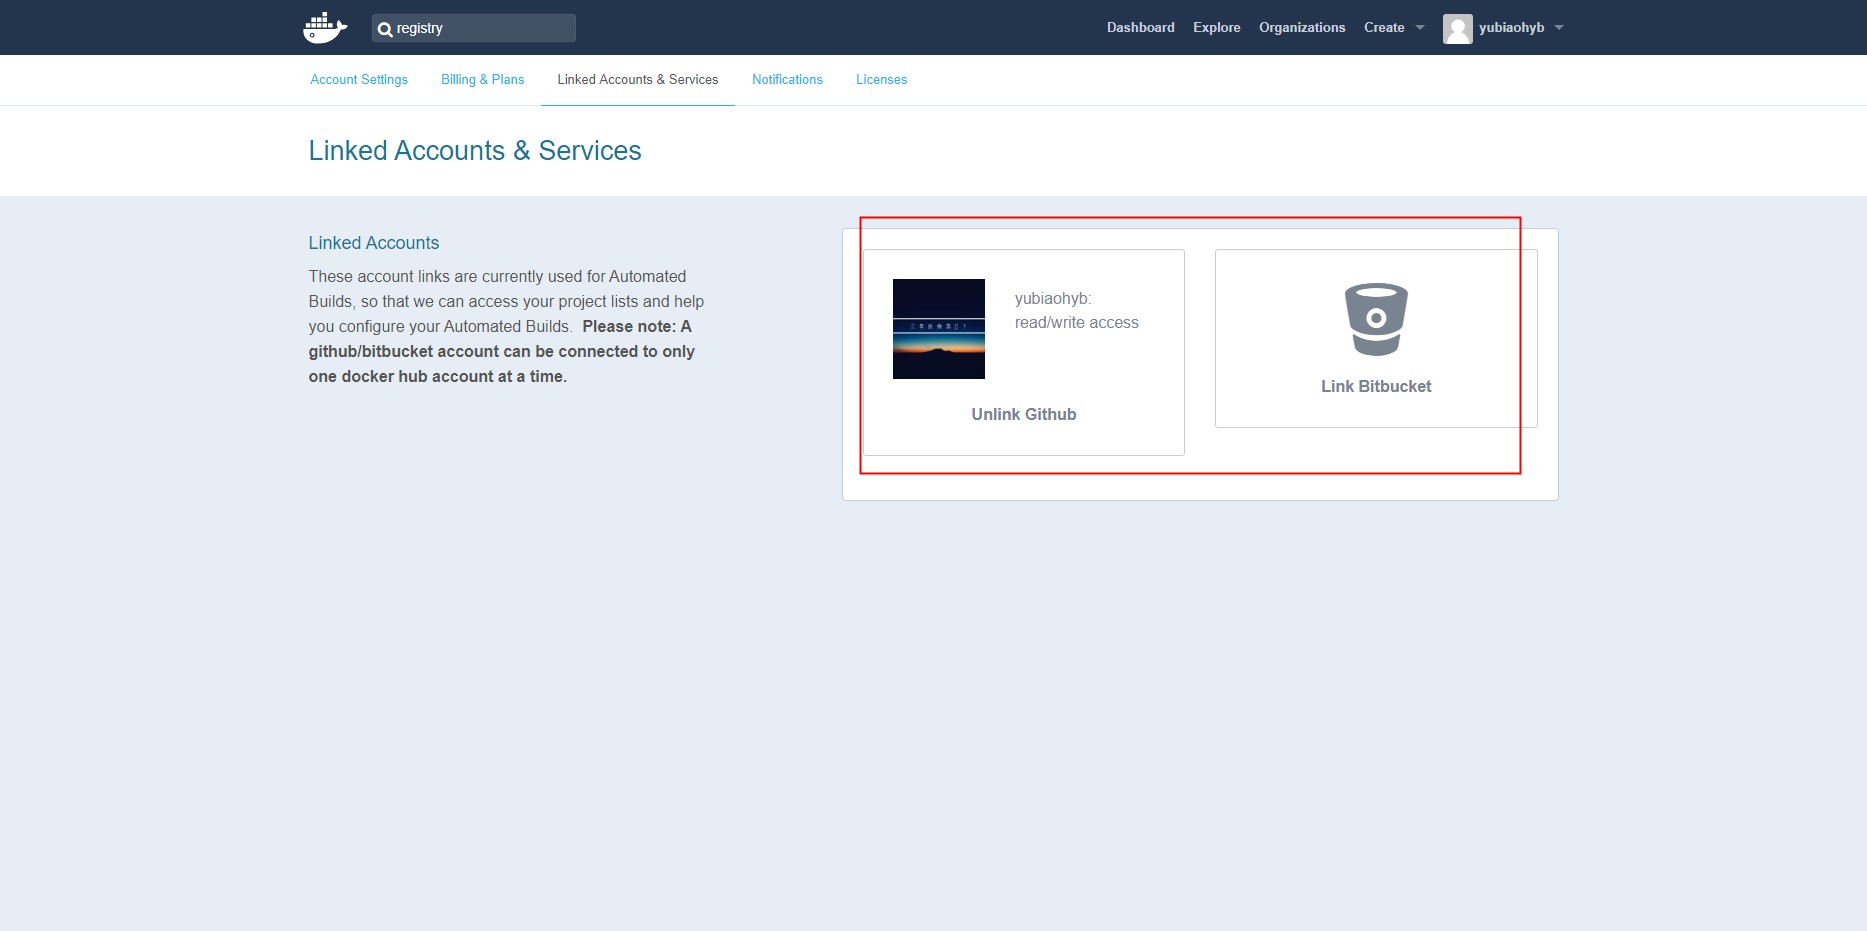 registry
Dashboard Explore Organizations Create yubiaohyb
Account Settings Billing & Plans Linked Accounts & Services Notifications Licenses
Linked Accounts & Services
Linked Accounts
These account links are currently used for Automated
Builds, so that we can access your project lists and help
you configure your Automated Builds. Please note: A
github/bitbucket account can be connected to only
one docker hub account at a time.
yubiaohyb:
read/write access
Unlink Github
Link Bitbucket